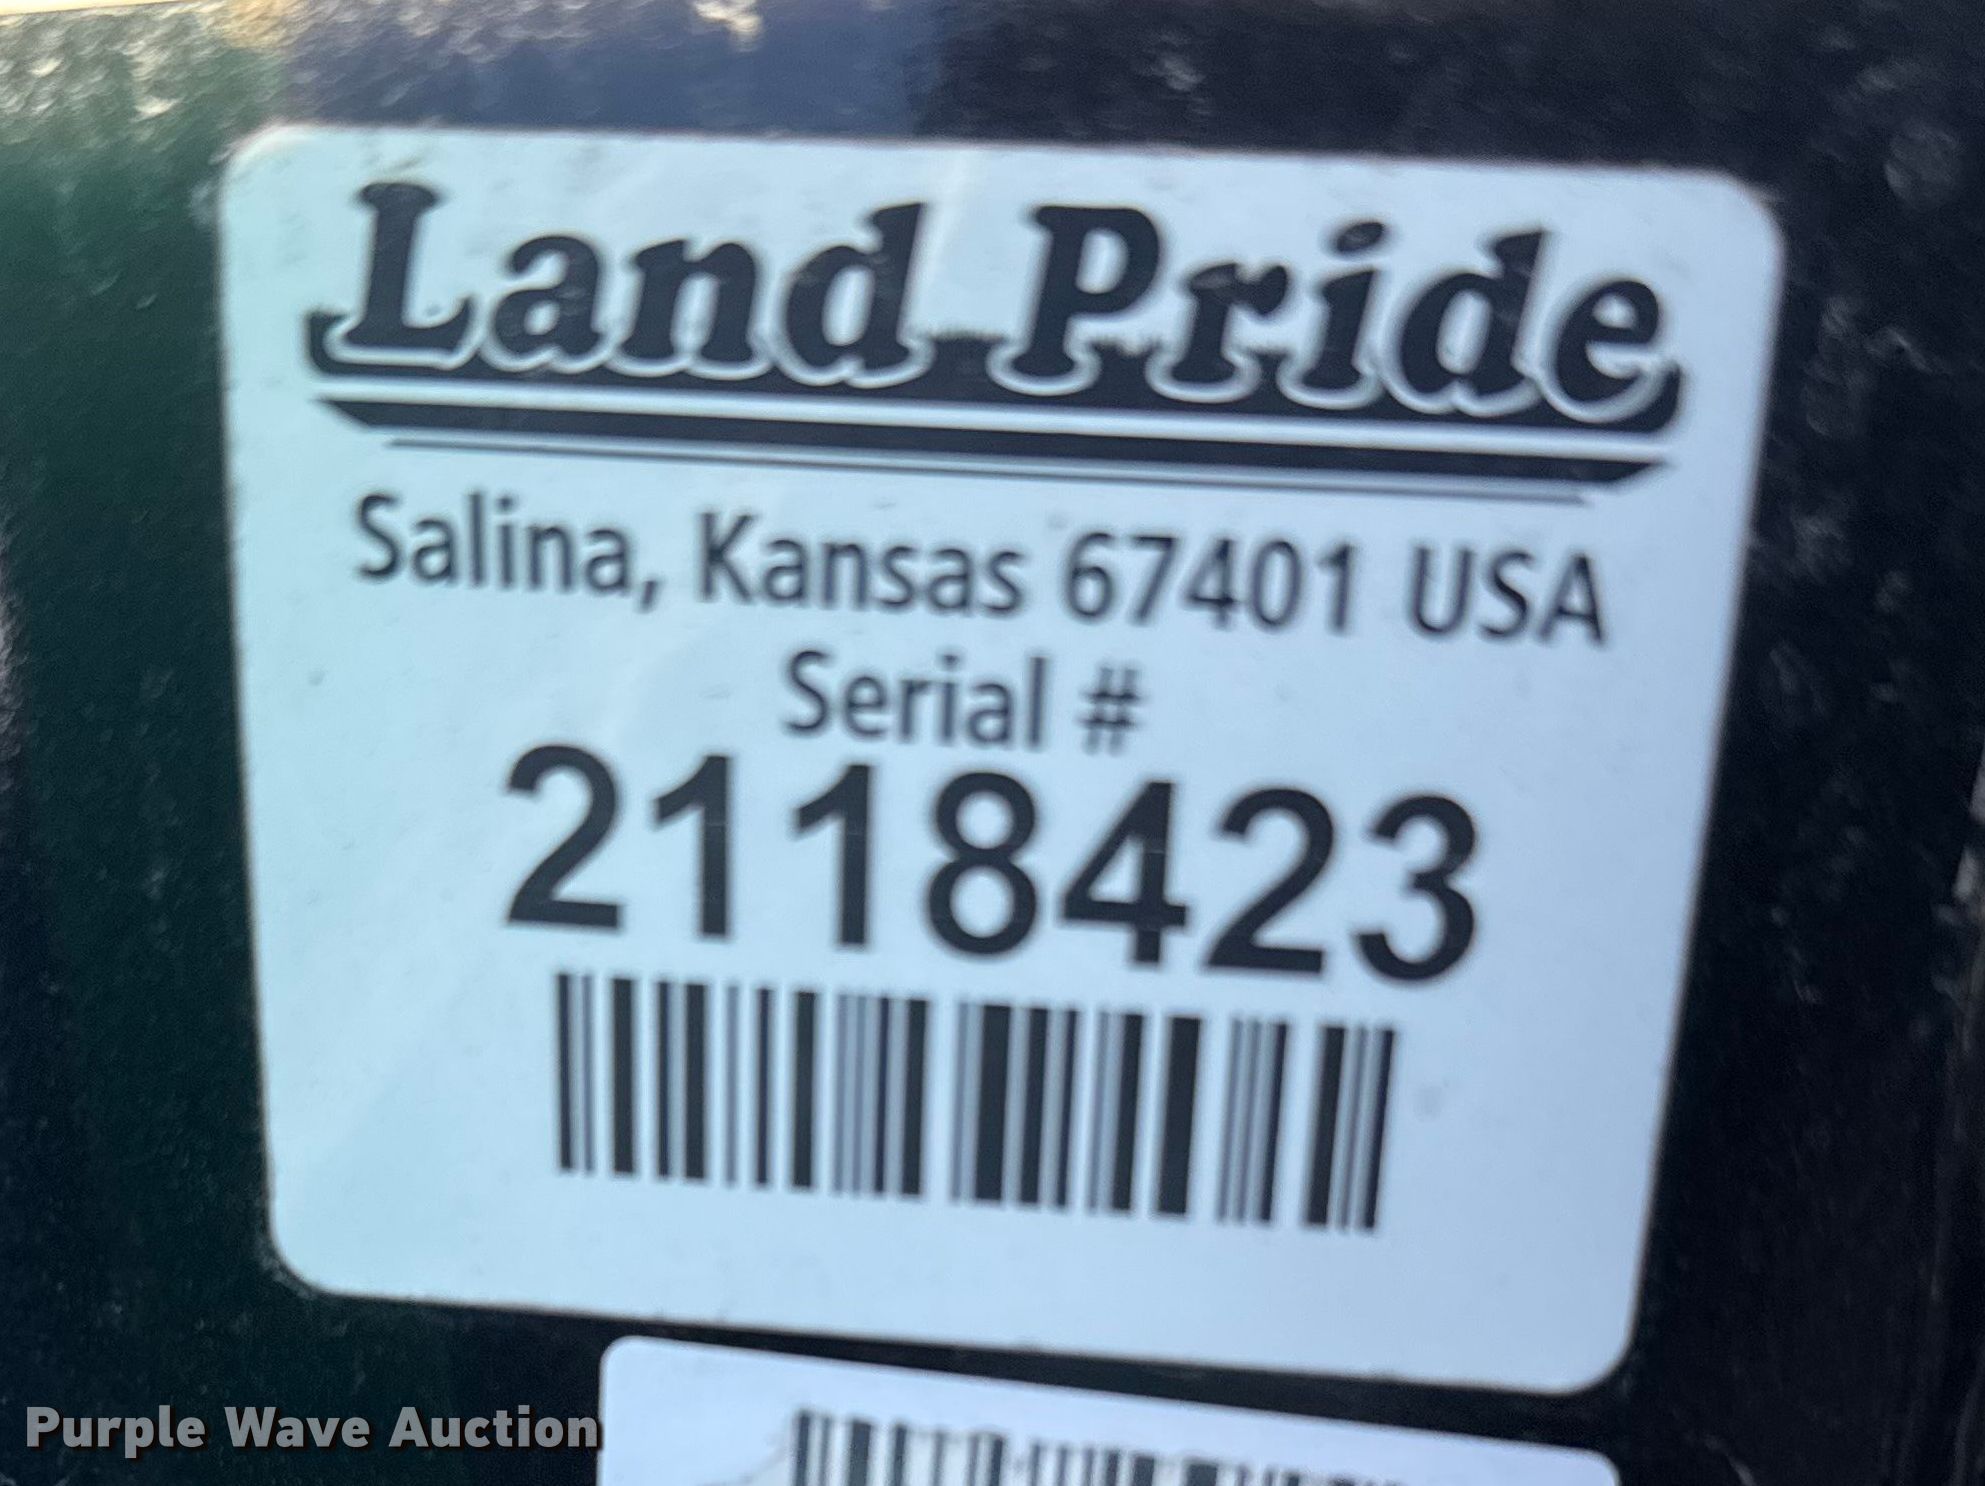 Land Pride
Salina, Kansas 67401 USA
Serial #
2118423
Purple Wave Auction